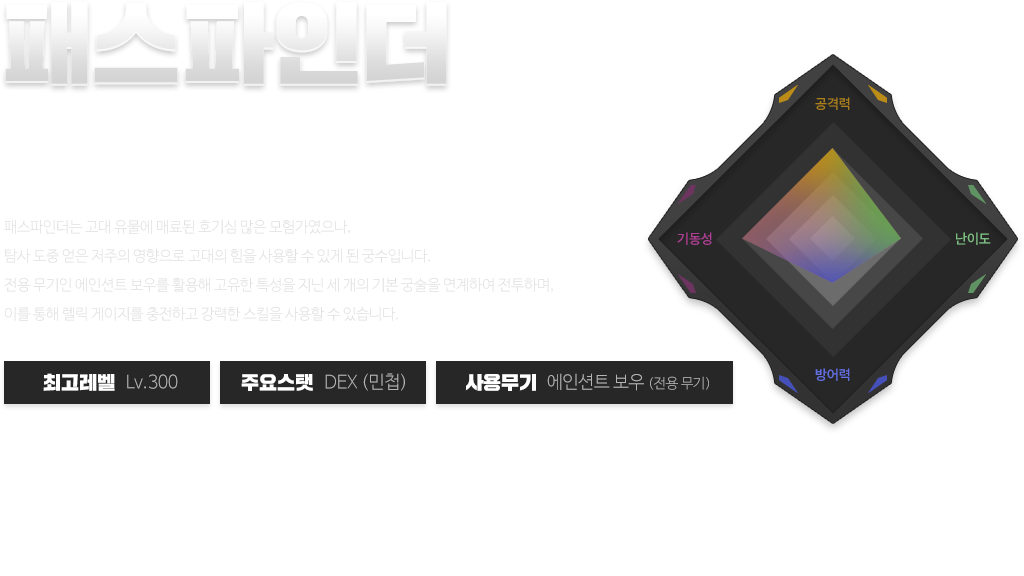 패스파인더
패스파인더는 고대 유물에 매료된 호기심 많은 모험가였으나,
탐사 도중 얻은 저주의 영향으로 고대의 힘을 사용할 수 있게 된 궁수입니다.
전용 무기인 에인션트 보우를 활용해 고유한 특성을 지닌 세 개의 기본 궁술을 연계하여 전투하며,
이를 통해 렐릭 게이지를 충전하고 강력한 스킬을 사용할 수 있습니다.
최고레벨 Lv.300
주요스탯 DEX (민첩)
사용무기 에인션트 보우 (전용 무기)
공격력
기동성
난이도
방어력